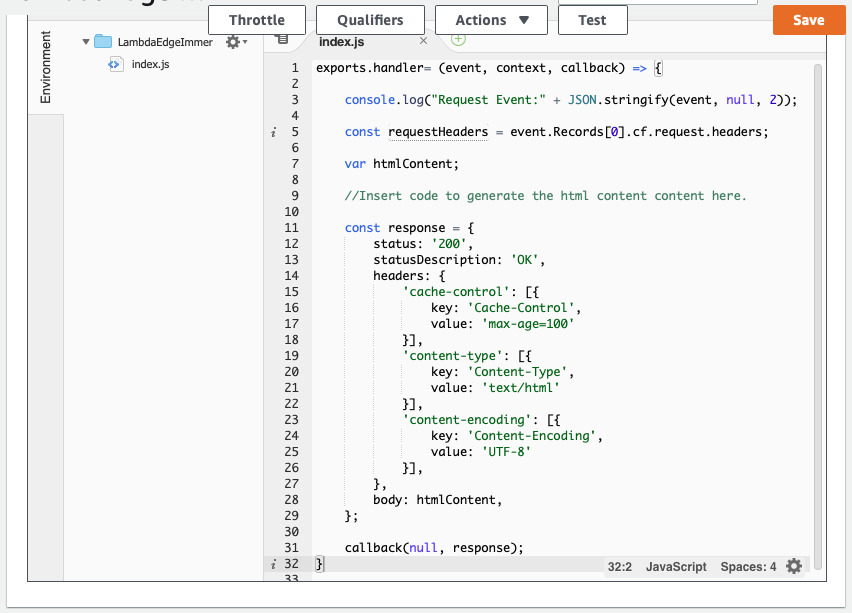 Throttle
Qualifiers
Actions
Test
Save
Environment
LambdaEdgeImmer
index.js
index.js
1 exports.handler= (event, context, callback) => {
2
3 console.log("Request Event:" + JSON.stringify(event, null, 2));
4
i 5 const requestHeaders = event.Records[0].cf.request.headers;
6
7 var htmlContent;
8
9 //Insert code to generate the html content content here.
10
11 const response = {
12 status: '200',
13 statusDescription: 'OK',
14 headers: {
15 'cache-control': [{
16 key: 'Cache-Control',
17 value: 'max-age=100'
18 }],
19 'content-type': [{
20 key: 'Content-Type',
21 value: 'text/html'
22 }],
23 'content-encoding': [{
24 key: 'Content-Encoding',
25 value: 'UTF-8'
26 }],
27 },
28 body: htmlContent,
29 };
30
31 callback(null, response);
i 32 }
33
32:2 JavaScript Spaces: 4